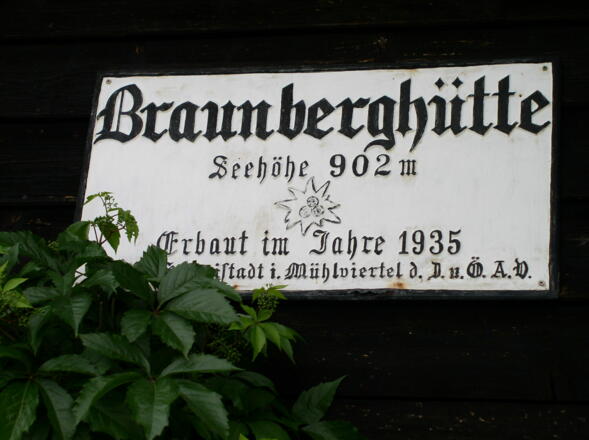 Braunberghütte
Seehöhe 902 m
Erbaut im Jahre 1935
i. Mühlviertel d. D. u. Ö. A. V.